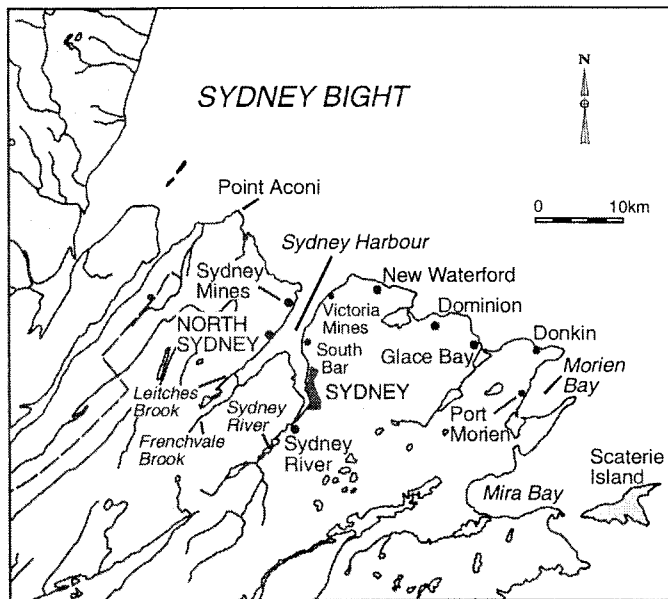 SYDNEY BIGHT
N
0 10km
Point Aconi
Sydney Harbour
Sydney
Mines
New Waterford
Victoria
Mines
Dominion
NORTH
SYDNEY
South
Bar
Glace Bay
Donkin
Morien
Bay
SYDNEY
Leitches
Brook
Sydney
River
Port
Morien
Frenchvale
Brook
Sydney
River
Scaterie
Island
Mira Bay